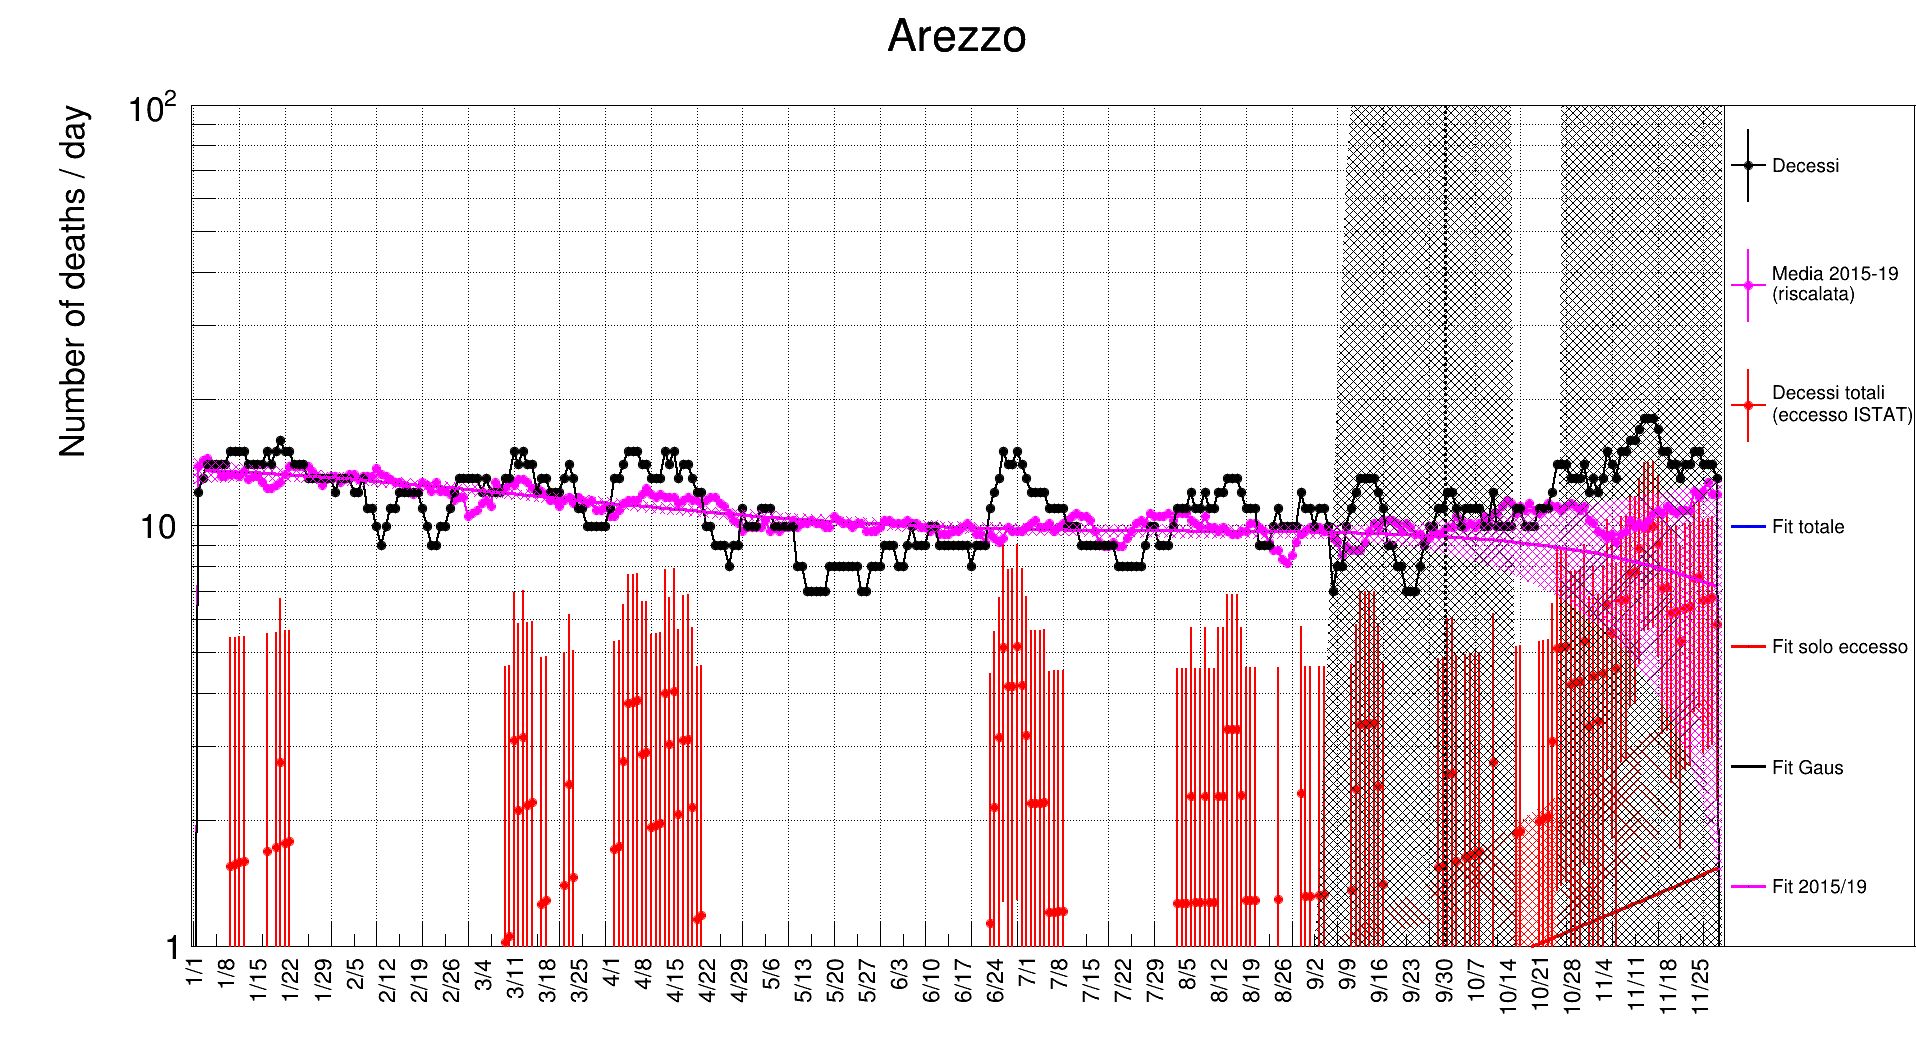 Arezzo
Number of deaths / day
10²
10
1
1/1 1/8 1/15 1/22 1/29 2/5 2/12 2/19 2/26 3/4 3/11 3/18 3/25 4/1 4/8 4/15 4/22 4/29 5/6 5/13 5/20 5/27 6/3 6/10 6/17 6/24 7/1 7/8 7/15 7/22 7/29 8/5 8/12 8/19 8/26 9/2 9/9 9/16 9/23 9/30 10/7 10/14 10/21 10/28 11/4 11/11 11/18 11/25
Decessi
Media 2015-19
(riscalata)
Decessi totali
(eccesso ISTAT)
Fit totale
Fit solo eccesso
Fit Gaus
Fit 2015/19